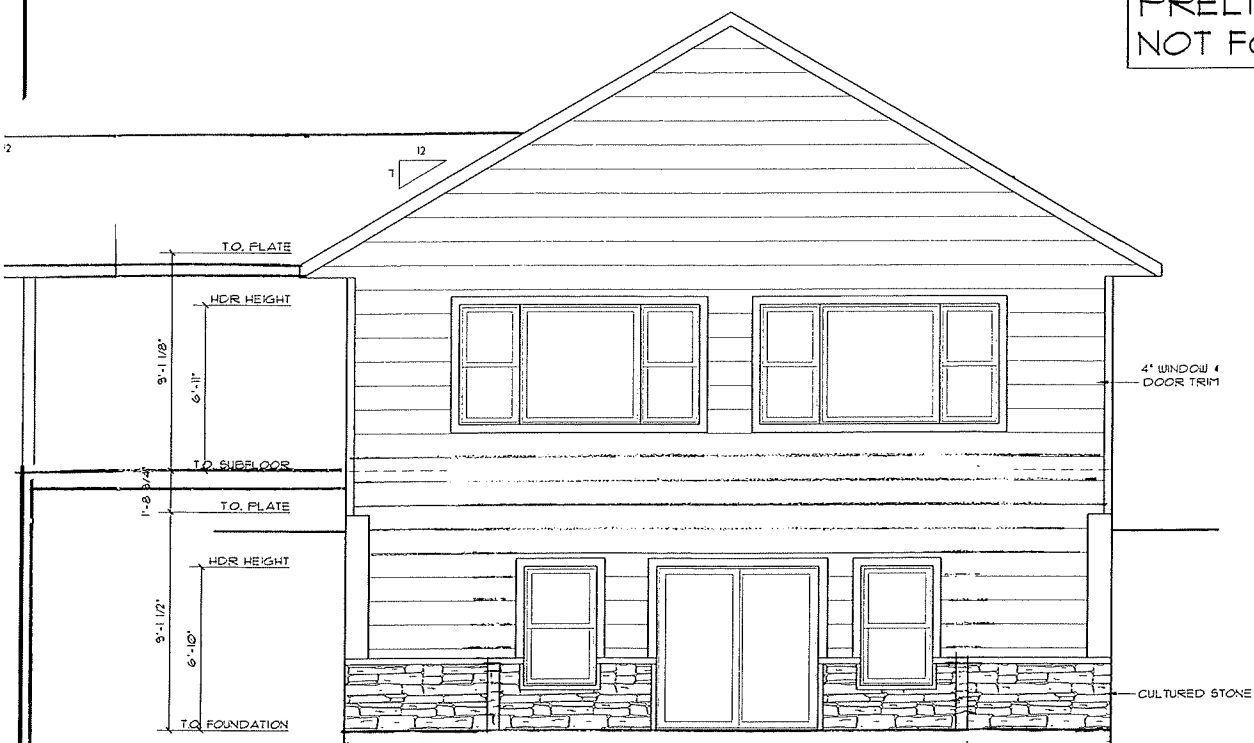 PRELI
NOT FO
12
12
7
T.O. PLATE
HDR HEIGHT
9'-1 1/8"
6'-11"
4" WINDOW &
DOOR TRIM
T.O. SUBFLOOR
1'-8 3/4"
T.O. PLATE
HDR HEIGHT
9'-1 1/2"
6'-10"
CULTURED STONE
T.O. FOUNDATION